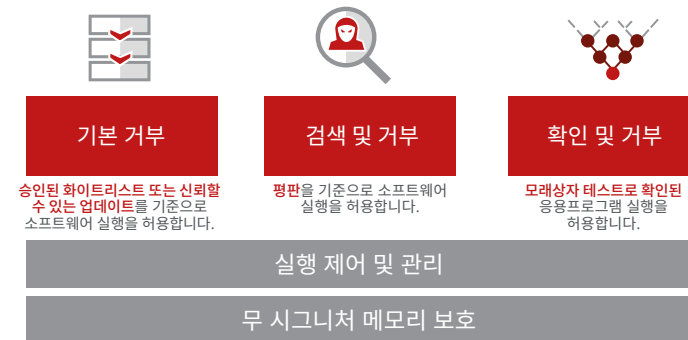 기본 거부
검색 및 거부
확인 및 거부
승인된 화이트리스트 또는 신뢰할
수 있는 업데이트를 기준으로
소프트웨어 실행을 허용합니다.
평판을 기준으로 소프트웨어
실행을 허용합니다.
모래상자 테스트로 확인된
응용프로그램 실행을
허용합니다.
실행 제어 및 관리
무 시그니처 메모리 보호